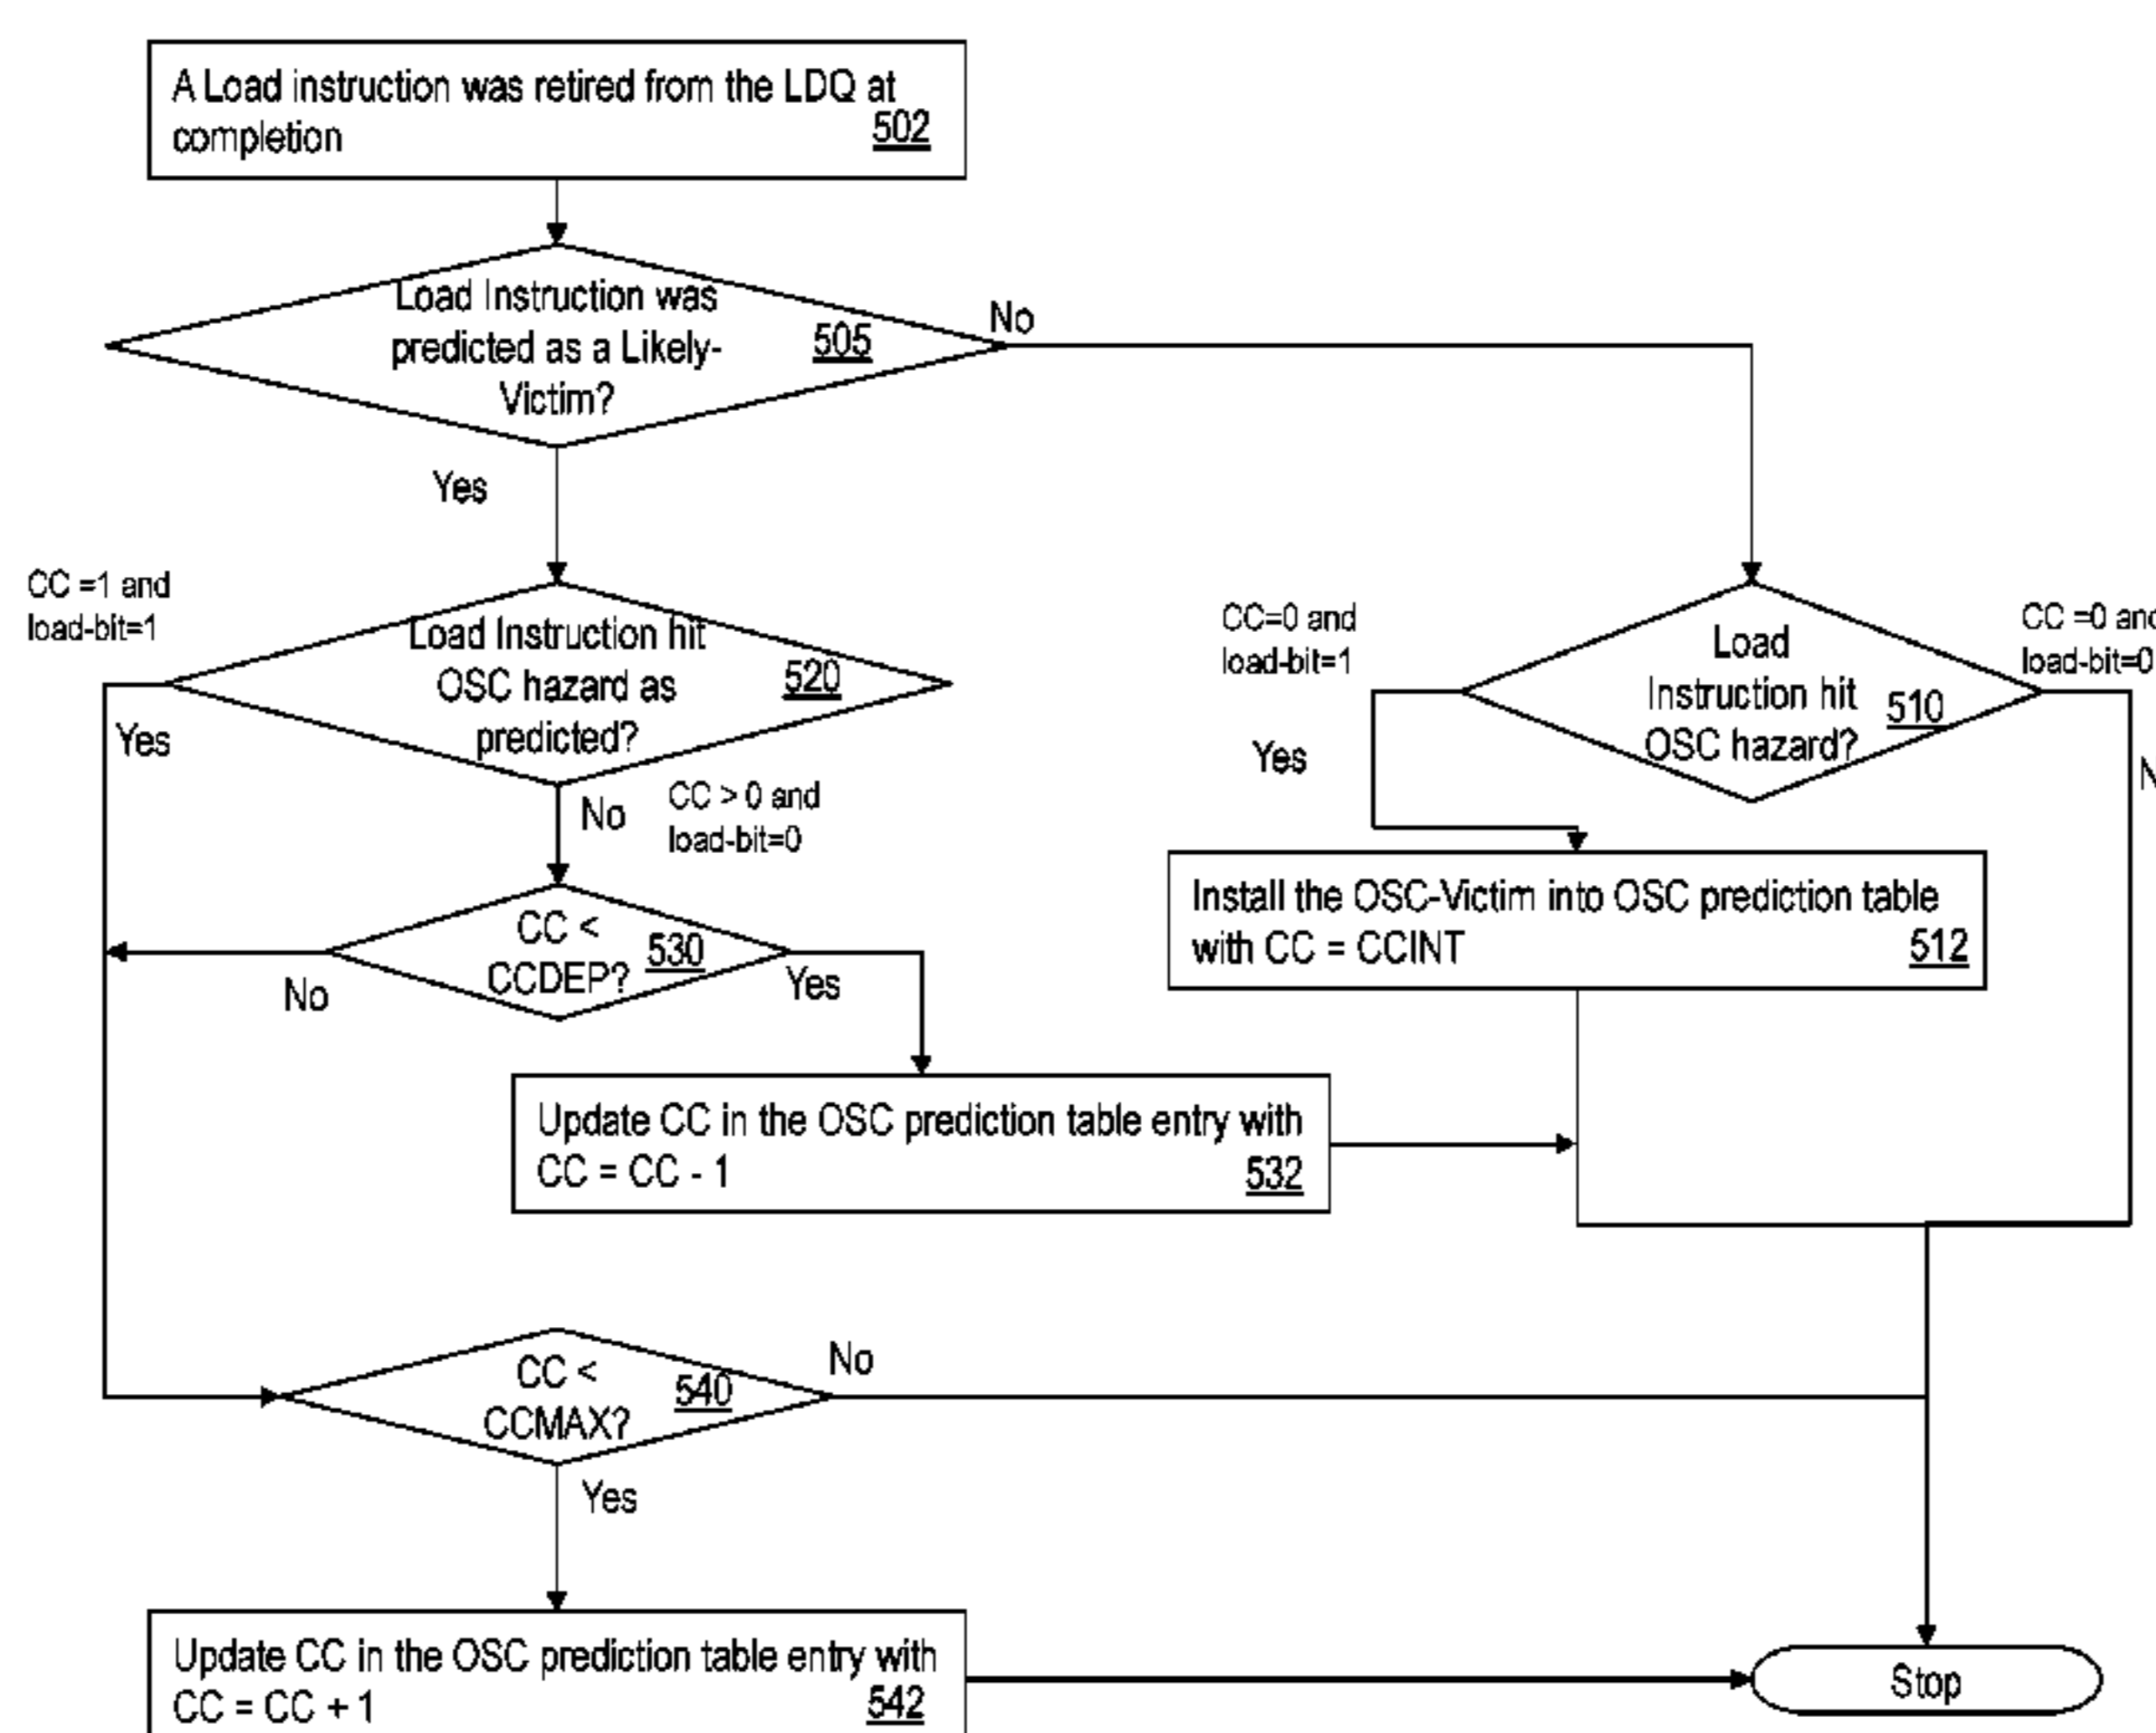 A Load instruction was retired from the LDQ at
completion
502
Load Instruction was
predicted as a Likely-
Victim?
505
No
Yes
CC =1 and
load-bit=1
Load Instruction hit
OSC hazard as
predicted?
520
Yes
No
CC > 0 and
load-bit=0
CC=0 and
load-bit=1
Load
Instruction hit
OSC hazard?
510
CC =0 and
load-bit=0
Yes
CC <
CCDEP?
530
No
Yes
Install the OSC-Victim into OSC prediction table
with CC = CCINT
512
Update CC in the OSC prediction table entry with
CC = CC - 1
532
CC <
CCMAX?
540
No
Yes
Update CC in the OSC prediction table entry with
CC = CC + 1
542
Stop